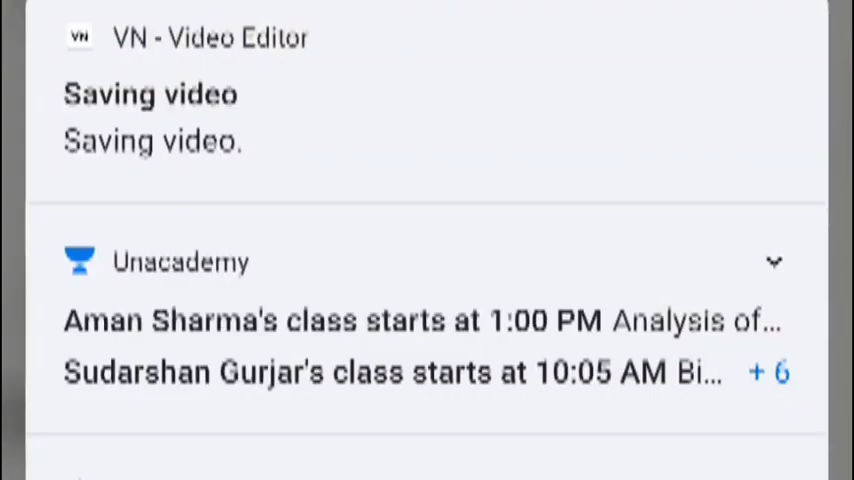 VN VN - Video Editor
Saving video
Saving video.
Unacademy
Aman Sharma's class starts at 1:00 PM Analysis of...
Sudarshan Gurjar's class starts at 10:05 AM Bi... + 6